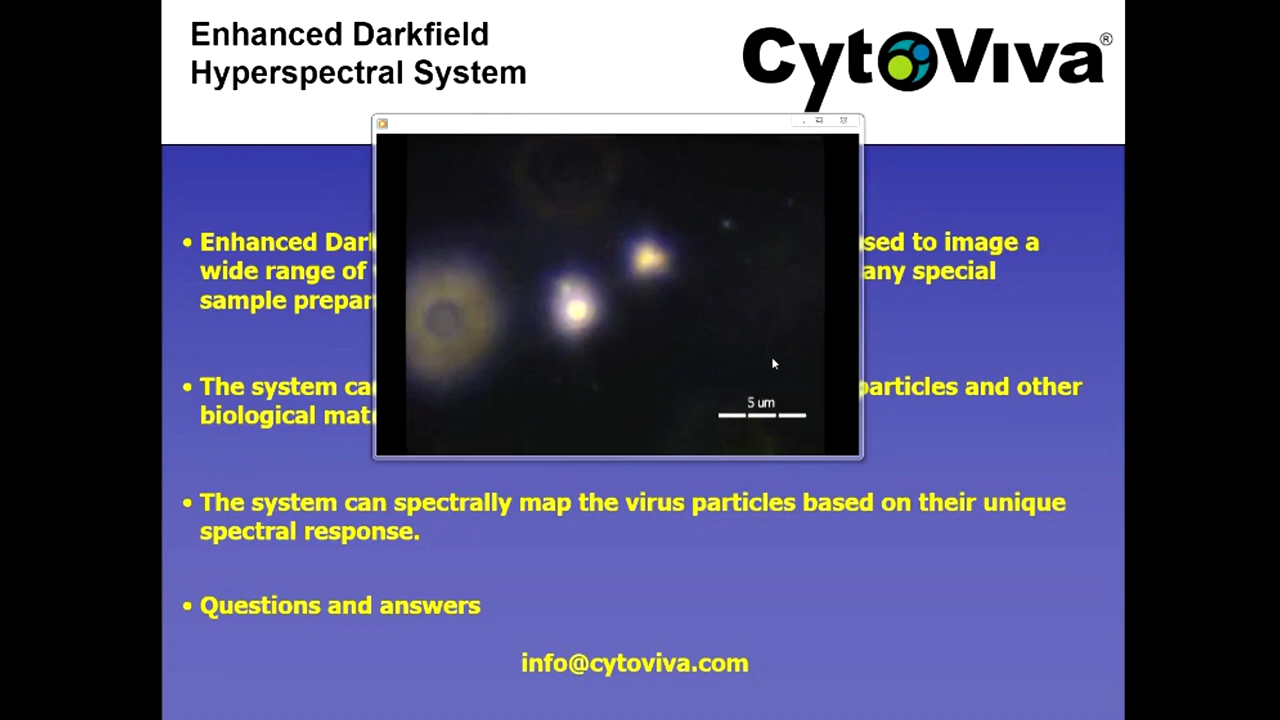 Enhanced Darkfield
Hyperspectral System
CytoViva®
• Enhanced Dar
sed to image a
wide range of
any special
sample prepar
• The system ca
particles and other
biological mat
5 um
• The system can spectrally map the virus particles based on their unique
spectral response.
• Questions and answers
info@cytoviva.com